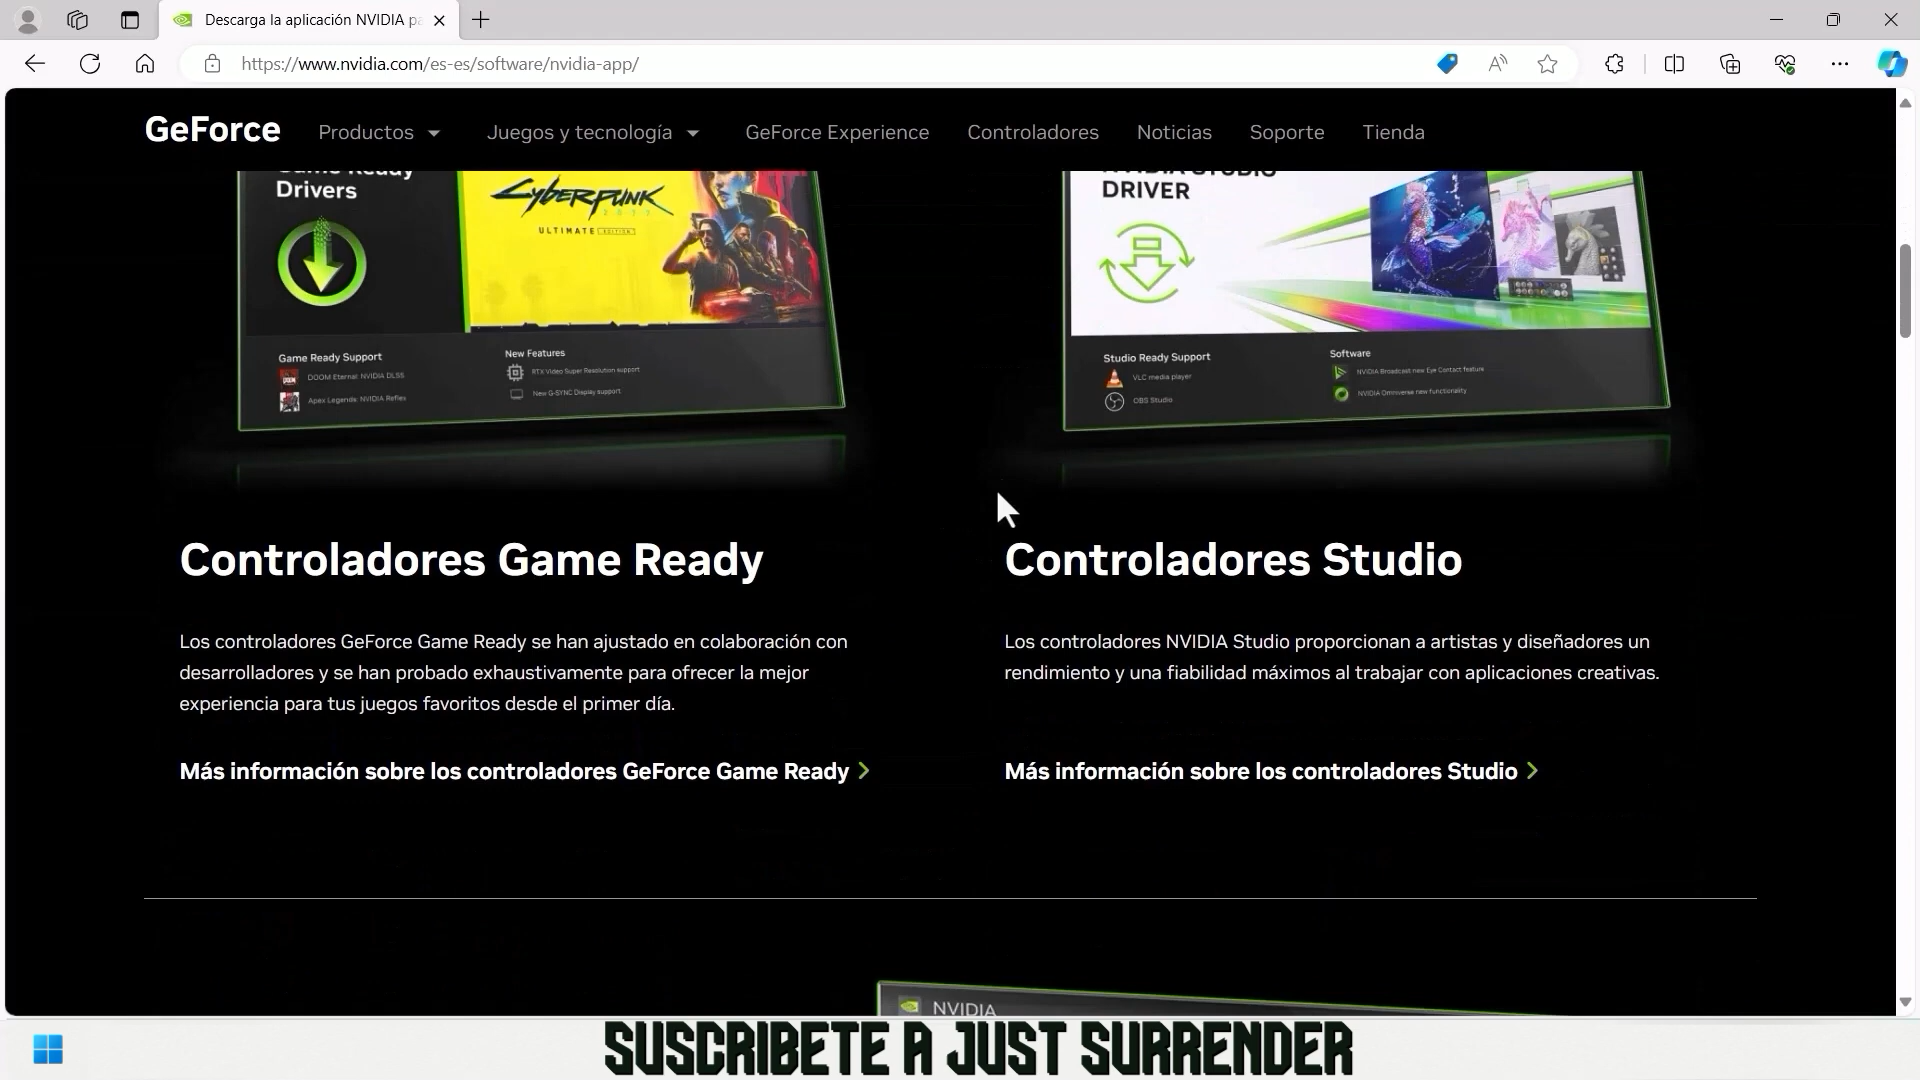 Descarga la aplicación NVIDIA pa
https://www.nvidia.com/es-es/software/nvidia-app/
GeForce Productos Juegos y tecnología GeForce Experience Controladores Noticias Soporte Tienda
Game Ready
Drivers
CYBERPUNK
2077
ULTIMATE EDITION
Game Ready Support
DOOM Eternal: NVIDIA DLSS
Apex Legends: NVIDIA Reflex
New Features
RTX Video Super Resolution support
New G-SYNC Display support
NVIDIA STUDIO
DRIVER
Studio Ready Support
VLC media player
OBS Studio
Software
NVIDIA Broadcast new Eye Contact feature
NVIDIA Omniverse new functionality
Controladores Game Ready
Los controladores GeForce Game Ready se han ajustado en colaboración con
desarrolladores y se han probado exhaustivamente para ofrecer la mejor
experiencia para tus juegos favoritos desde el primer día.
Más información sobre los controladores GeForce Game Ready
Controladores Studio
Los controladores NVIDIA Studio proporcionan a artistas y diseñadores un
rendimiento y una fiabilidad máximos al trabajar con aplicaciones creativas.
Más información sobre los controladores Studio
NVIDIA
SUSCRIBETE A JUST SURRENDER